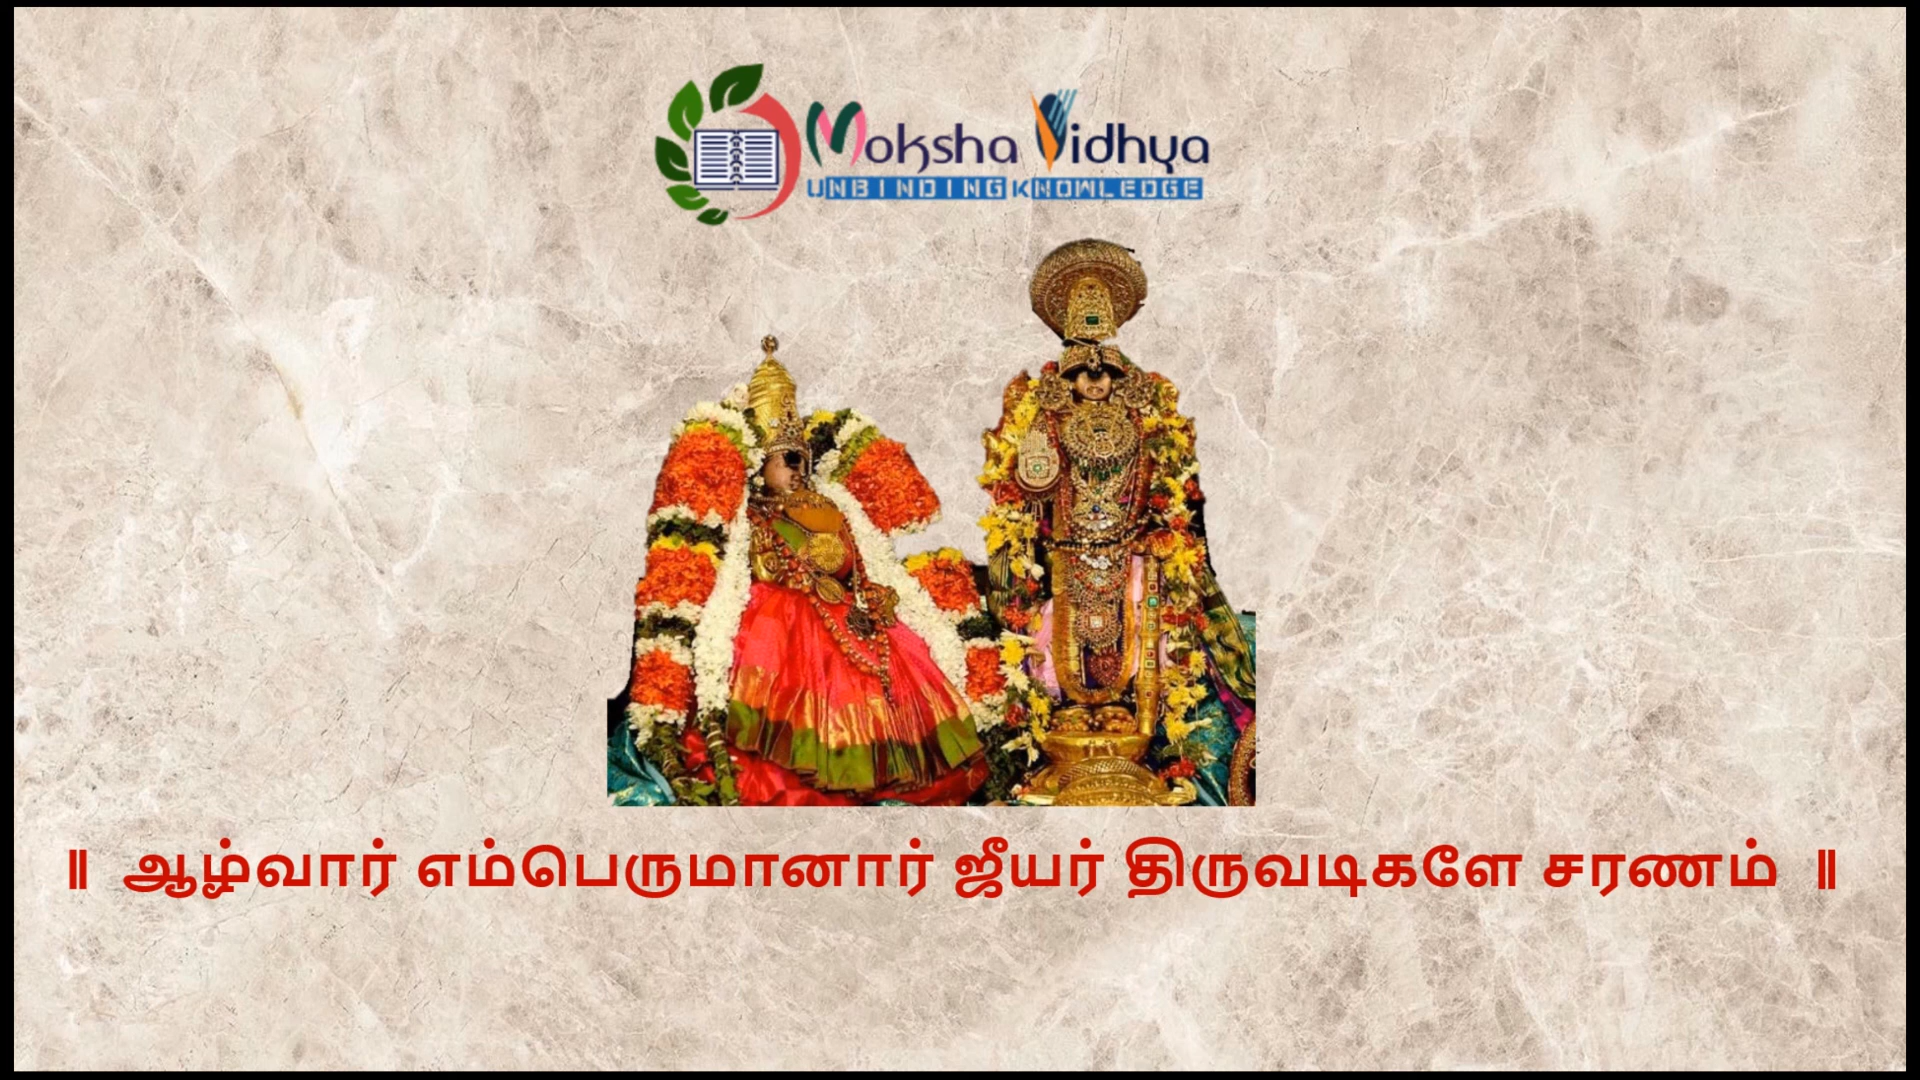 Moksha Vidhya
UNBINDING KNOWLEDGE
॥ ஆழ்வார் எம்பெருமானார் ஜீயர் திருவடிகளே சரணம் ॥